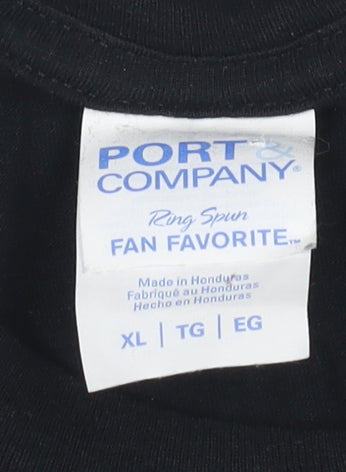 PORT &
COMPANY®
Ring Spun
FAN FAVORITE™
Made in Honduras
Fabriqué au Honduras
Hecho en Honduras
XL | TG | EG